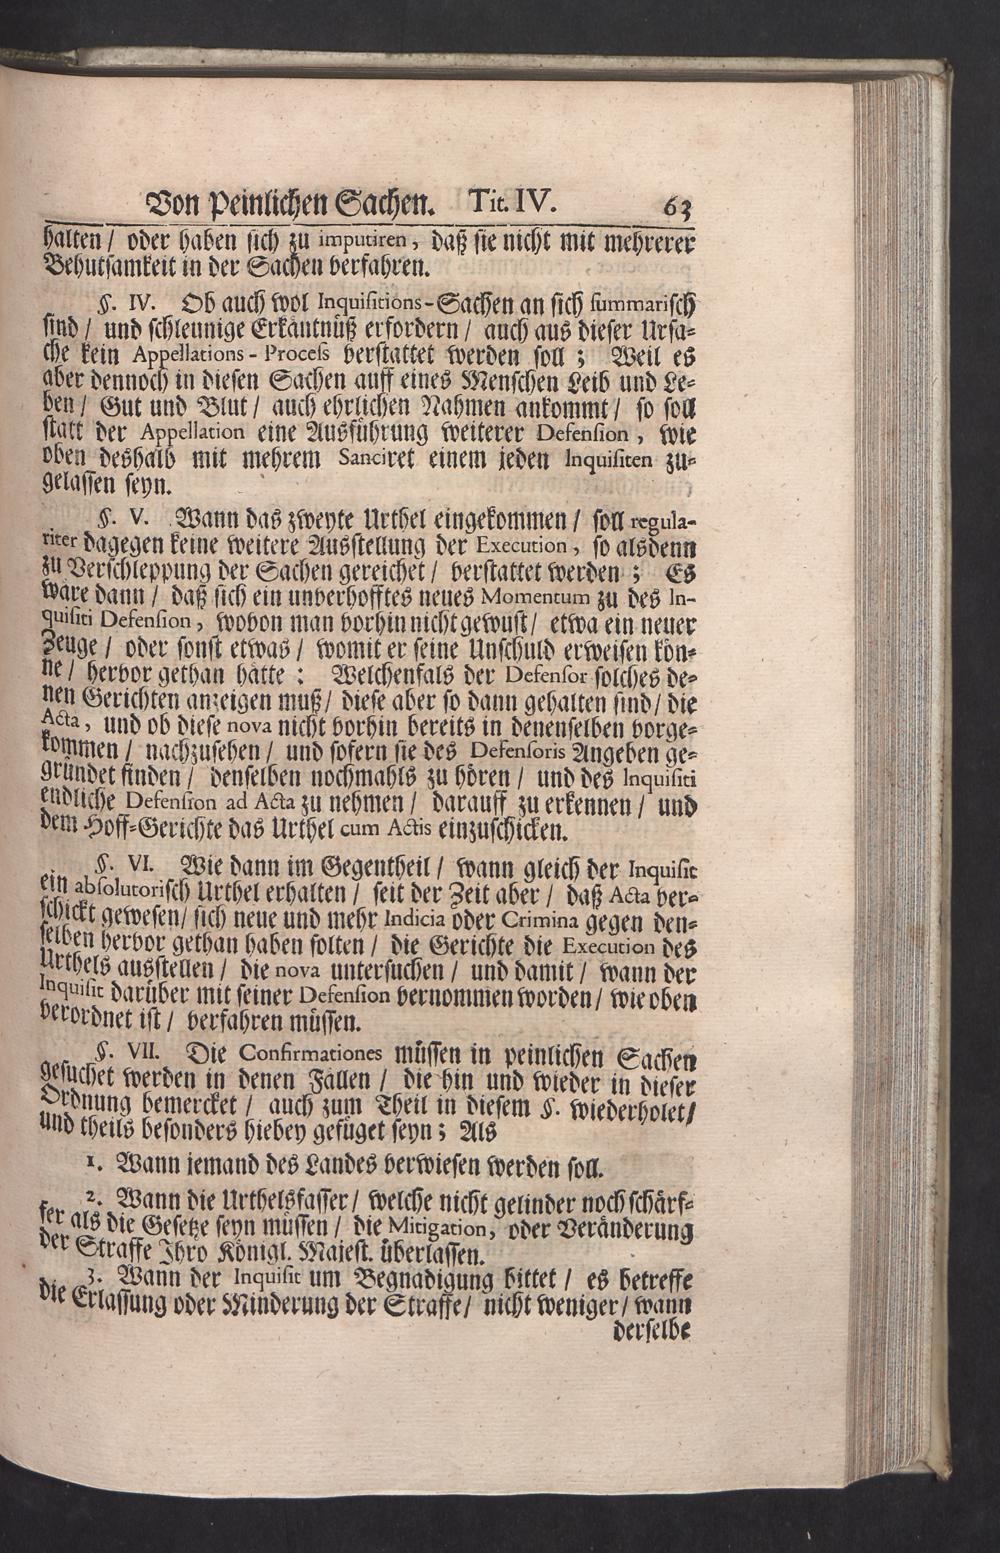 Von Peinlichen Sachen. Tit. IV. 63
halten / oder haben sich zu imputiren, daß sie nicht mit mehrerer
Behutsamkeit in der Sachen verfahren.
§. IV. Ob auch wol Inquisitions-Sachen an sich summarisch
sind / und schleunige Erkäntnüß erfordern / auch aus dieser Ursa-
che kein Appellations-Process verstattet werden soll; Weil es
aber dennoch in diesen Sachen auff eines Menschen Leib und Le-
ben / Gut und Blut / auch ehrlichen Nahmen ankommt / so soll
statt der Appellation eine Ausführung weiterer Defension, wie
oben deshalb mit mehrem Sanciret einem jeden Inquisiten zu-
gelassen seyn.
§. V. Wann das zweyte Urthel eingekommen / soll regula-
riter dagegen keine weitere Ausstellung der Execution, so alsdenn
zu Verschleppung der Sachen gereichet / verstattet werden; Es
wäre dann / daß sich ein unverhofftes neues Momentum zu des In-
quisiti Defension, wovon man vorhin nicht gewust / etwa ein neuer
Zeuge / oder sonst etwas / womit er seine Unschuld erweisen kön-
ne / hervor gethan hätte: Welchenfals der Defensor solches de-
nen Gerichten anzeigen muß / diese aber so dann gehalten sind / die
Acta, und ob diese nova nicht vorhin bereits in denenselben vorge-
kommen / nachzusehen / und sofern sie des Defensoris Angeben ge-
gründet finden / denselben nochmahls zu hören / und des Inquisiti
endliche Defension ad Acta zu nehmen / darauff zu erkennen / und
dem Hoff-Gerichte das Urthel cum Actis einzuschicken.
§. VI. Wie dann im Gegentheil / wann gleich der Inquisit
ein absolutorisch Urthel erhalten / seit der Zeit aber / daß Acta ver-
schickt gewesen / sich neue und mehr Indicia oder Crimina gegen den-
selben hervor gethan haben solten / die Gerichte die Execution des
Urthels ausstellen / die nova untersuchen / und damit / wann der
Inquisit darüber mit seiner Defension vernommen worden / wie oben
verordnet ist / verfahren müssen.
§. VII. Die Confirmationes müssen in peinlichen Sachen
gesuchet werden in denen Fällen / die hin und wieder in dieser
Ordnung bemercket / auch zum Theil in diesem §. wiederholet /
und theils besonders hiebey gefüget seyn; Als
1. Wann jemand des Landes verwiesen werden soll.
2. Wann die Urthelsfasser / welche nicht gelinder noch schärf-
fer als die Gesetze seyn müssen / die Mitigation, oder Veränderung
der Straffe Ihro Königl. Majest. überlassen.
3. Wann der Inquisit um Begnadigung bittet / es betreffe
die Erlassung oder Minderung der Straffe / nicht weniger / wann
derselbe